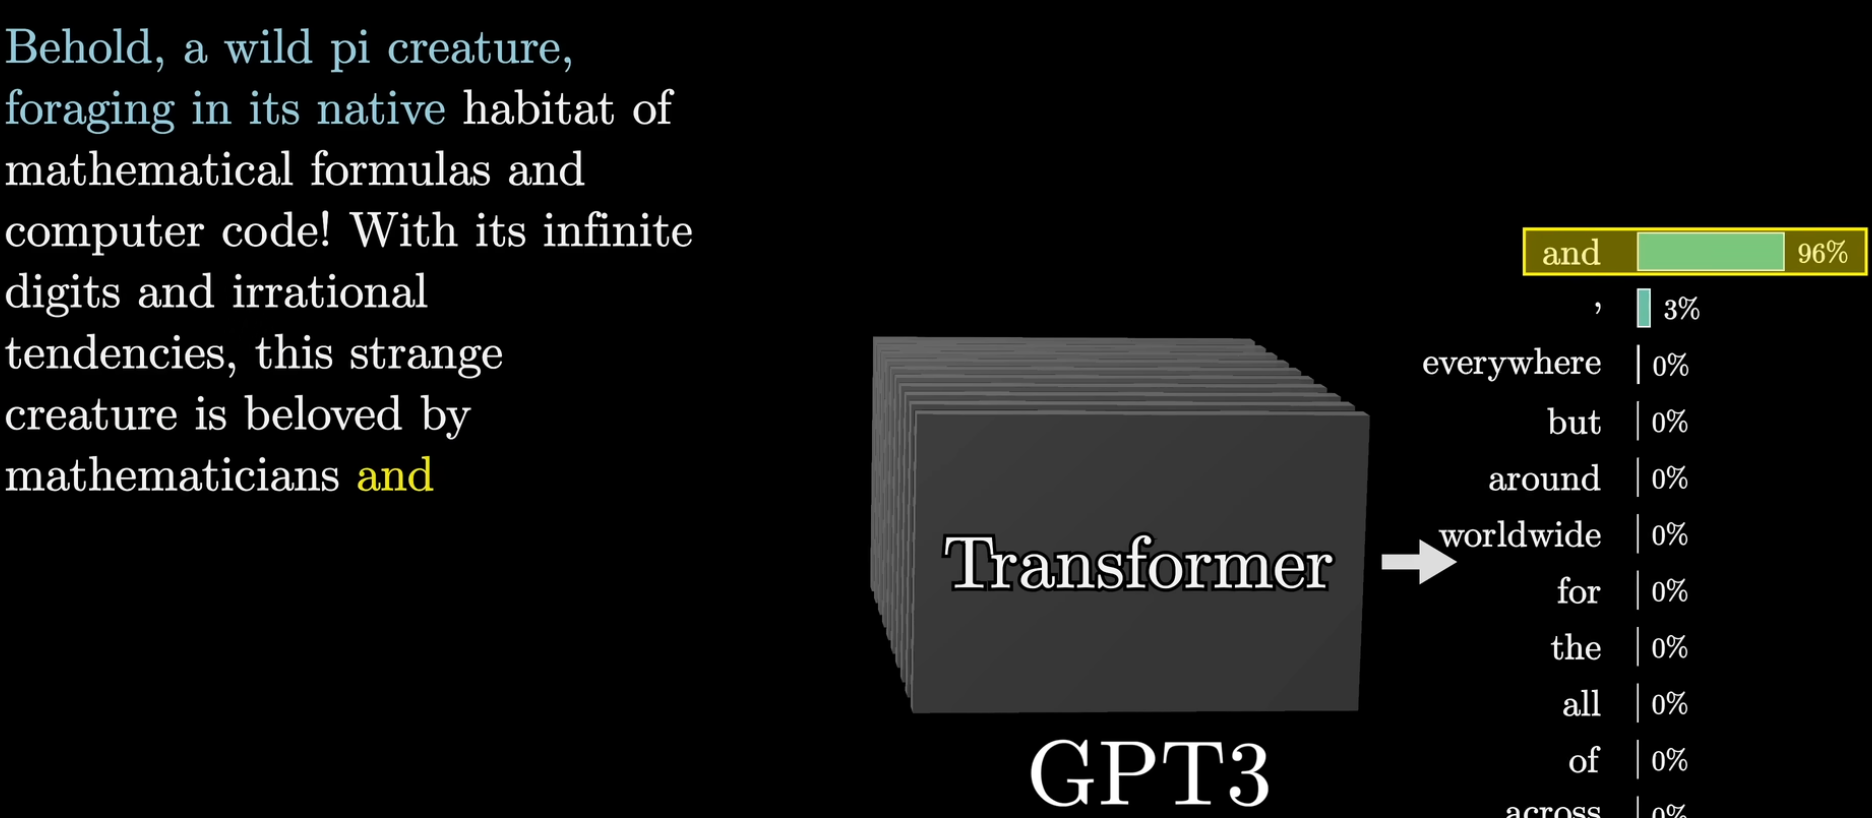 Behold, a wild pi creature,
foraging in its native habitat of
mathematical formulas and
computer code! With its infinite
digits and irrational
tendencies, this strange
creature is beloved by
mathematicians and
Transformer
GPT3
and 96%
, 3%
everywhere 0%
but 0%
around 0%
worldwide 0%
for 0%
the 0%
all 0%
of 0%
across 0%